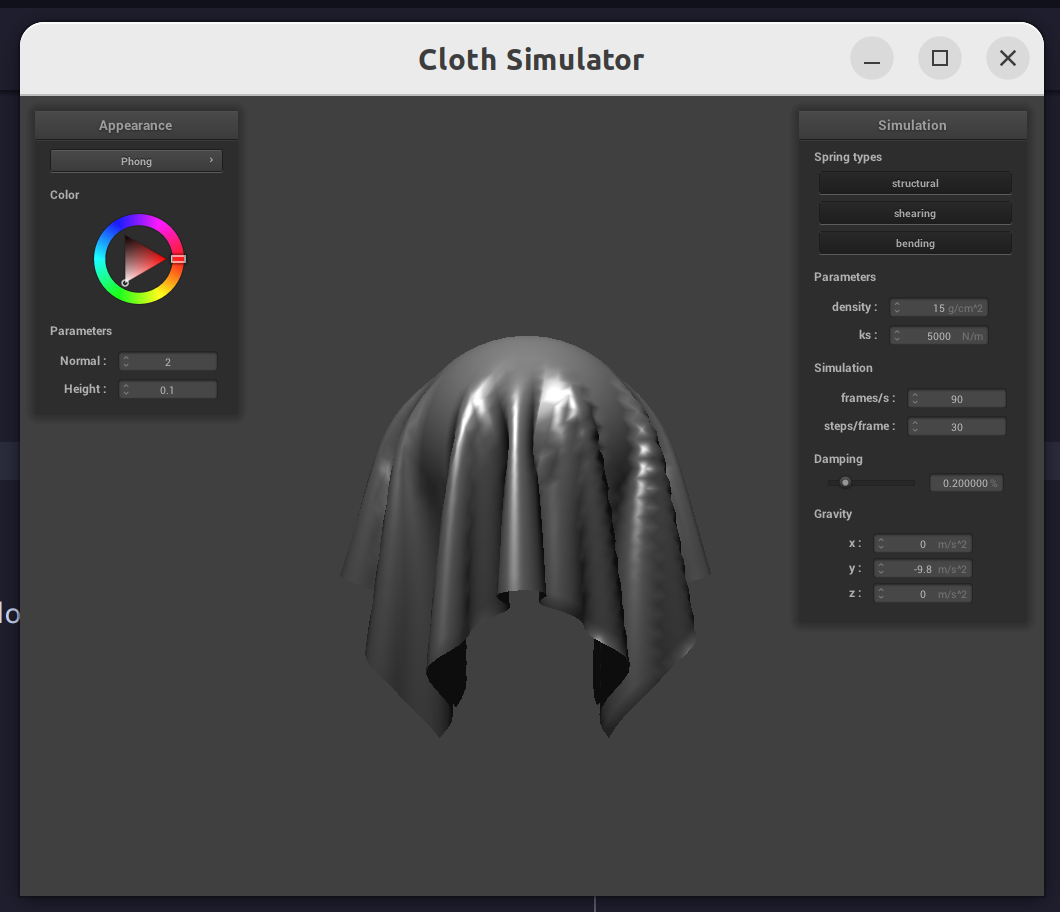 Cloth Simulator
Appearance
Phong
Color
Parameters
Normal : 2
Height : 0.1
Simulation
Spring types
structural
shearing
bending
Parameters
density : 15 g/cm^2
ks : 5000 N/m
Simulation
frames/s : 90
steps/frame : 30
Damping
0.200000 %
Gravity
x : 0 m/s^2
y : -9.8 m/s^2
z : 0 m/s^2
lo